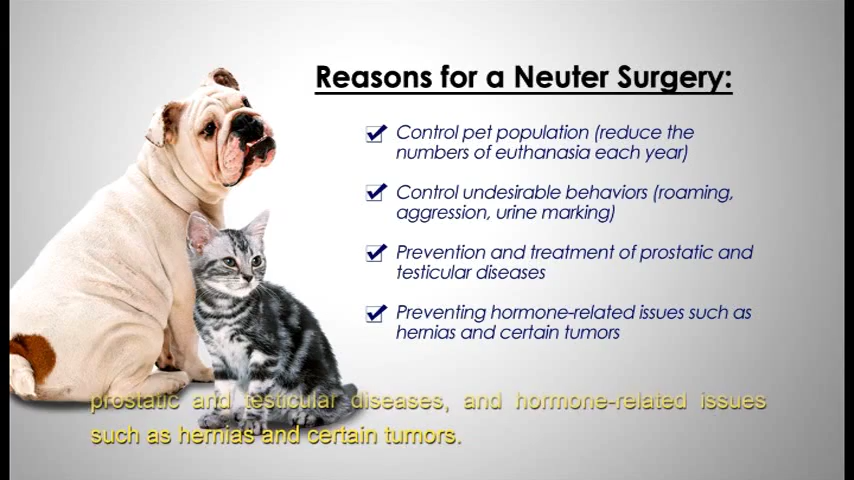 Reasons for a Neuter Surgery:
Control pet population (reduce the
numbers of euthanasia each year)
Control undesirable behaviors (roaming,
aggression, urine marking)
Prevention and treatment of prostatic and
testicular diseases
Preventing hormone-related issues such as
hernias and certain tumors
prostatic and testicular diseases, and hormone-related issues
such as hernias and certain tumors.